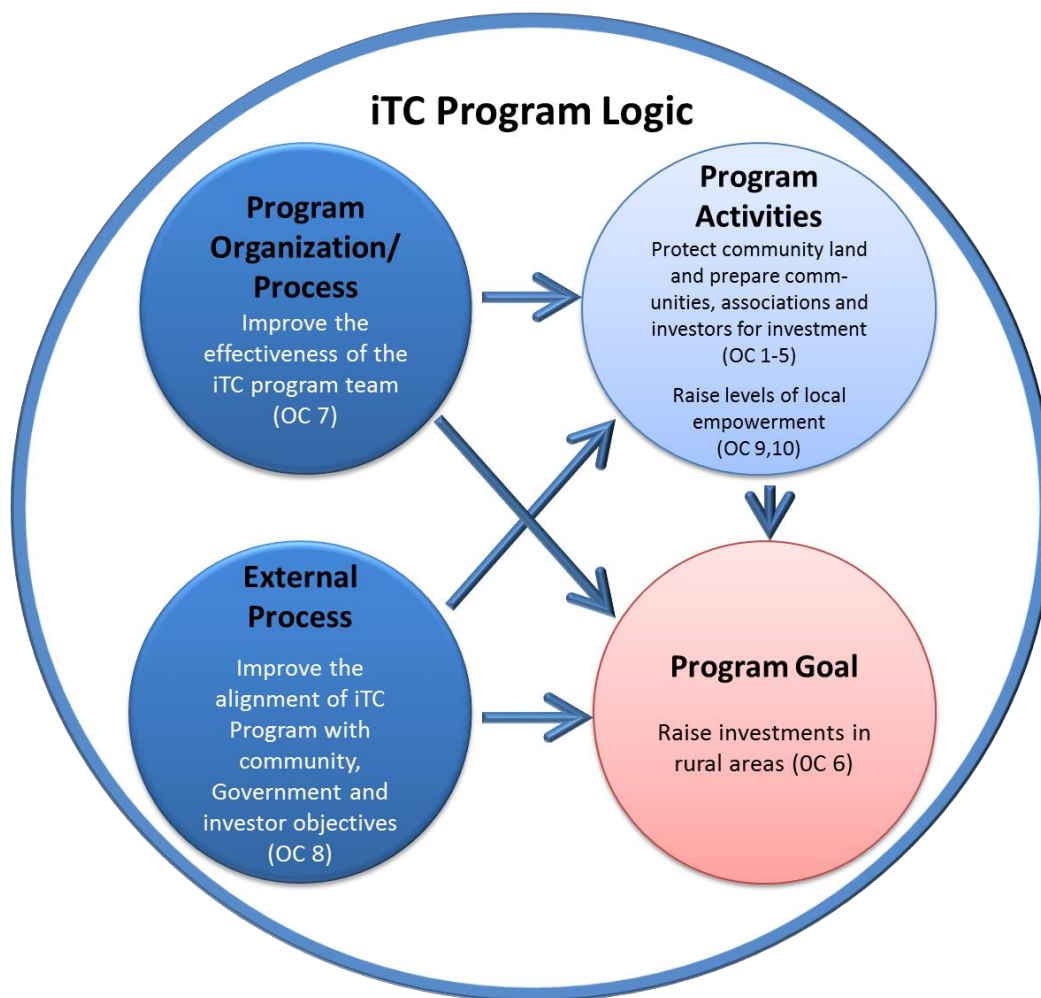 iTC Program Logic
Program
Organization/
Process
Improve the
effectiveness of the
iTC program team
(OC 7)
Program
Activities
Protect community land
and prepare comm-
unities, associations and
investors for investment
(OC 1-5)
Raise levels of local
empowerment
(OC 9,10)
External
Process
Improve the
alignment of iTC
Program with
community,
Government and
investor objectives
(OC 8)
Program Goal
Raise investments in
rural areas (0C 6)